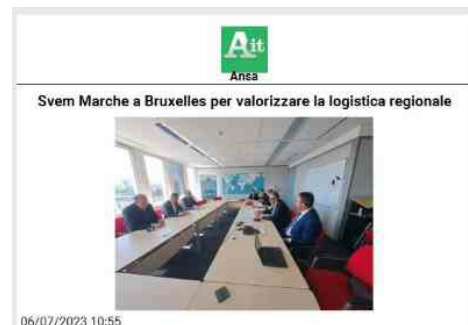 Ait
Ansa
Svem Marche a Bruxelles per valorizzare la logistica regionale
06/07/2023 10:55